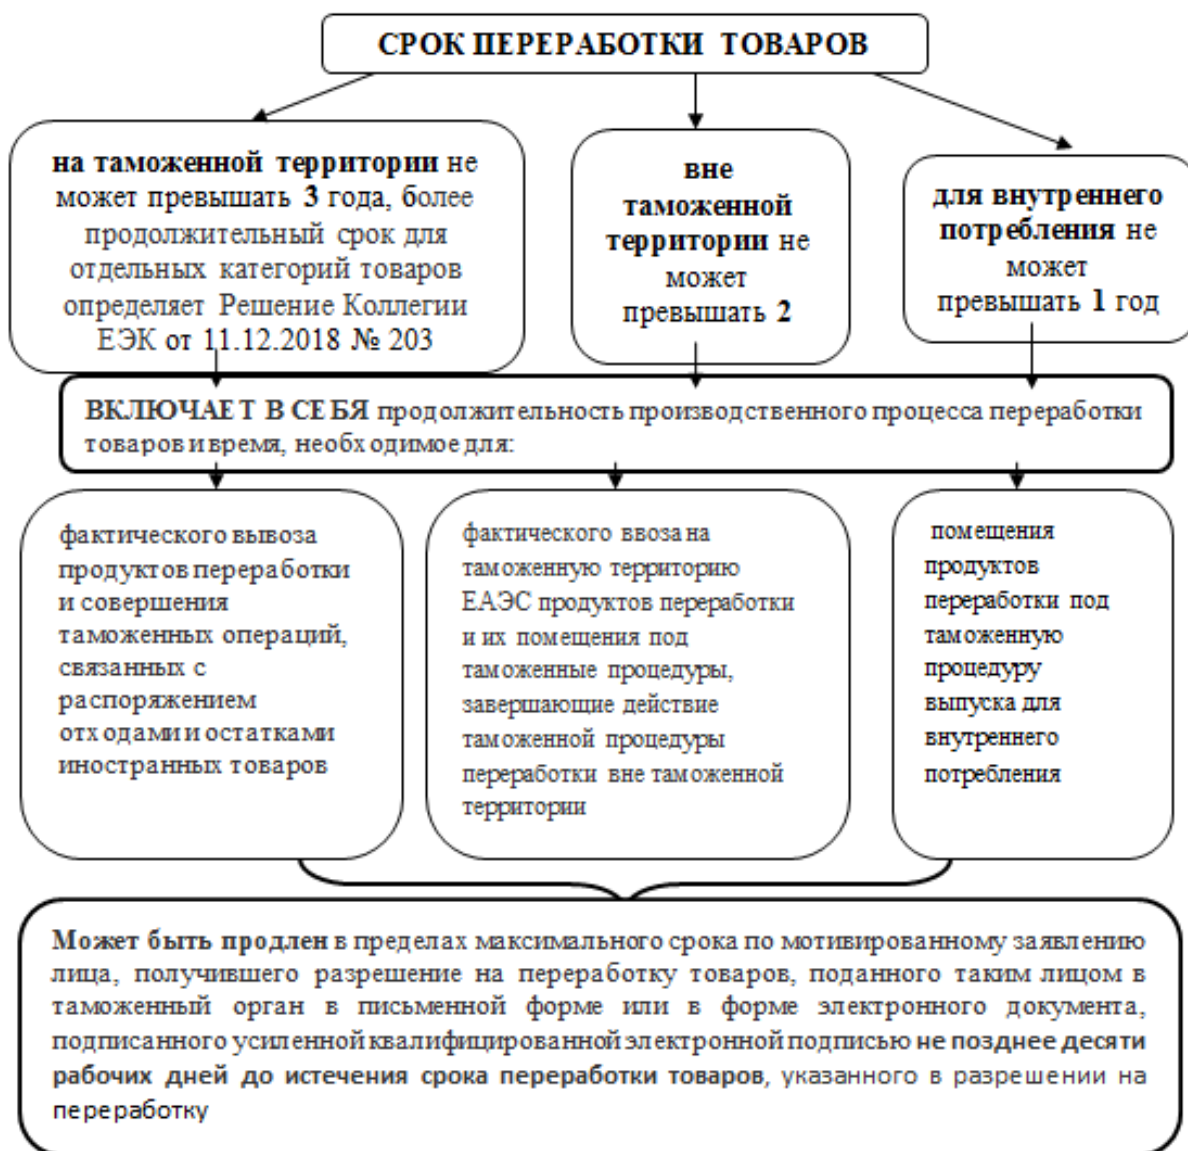 СРОК ПЕРЕРАБОТКИ ТОВАРОВ
на таможенной территории не
может превышать 3 года, более
продолжительный срок для
отдельных категорий товаров
определяет Решение Коллегии
ЕЭК от 11.12.2018 № 203
вне
таможенной
территории не
может
превышать 2
для внутреннего
потребления не
может
превышать 1 год
ВКЛЮЧАЕТ В СЕБЯ продолжительность производственного процесса переработки
товаров и время, необходимое для:
фактического вывоза
продуктов переработки
и совершения
таможенных операций,
связанных с
распоряжением
отходами и остатками
иностранных товаров
фактического ввоза на
таможенную территорию
ЕАЭС продуктов переработки
и их помещения под
таможенные процедуры,
завершающие действие
таможенной процедуры
переработки вне таможенной
территории
помещения
продуктов
переработки под
таможенную
процедуру
выпуска для
внутреннего
потребления
Может быть продлен в пределах максимального срока по мотивированному заявлению
лица, получившего разрешение на переработку товаров, поданного таким лицом в
таможенный орган в письменной форме или в форме электронного документа,
подписанного усиленной квалифицированной электронной подписью не позднее десяти
рабочих дней до истечения срока переработки товаров, указанного в разрешении на
переработку